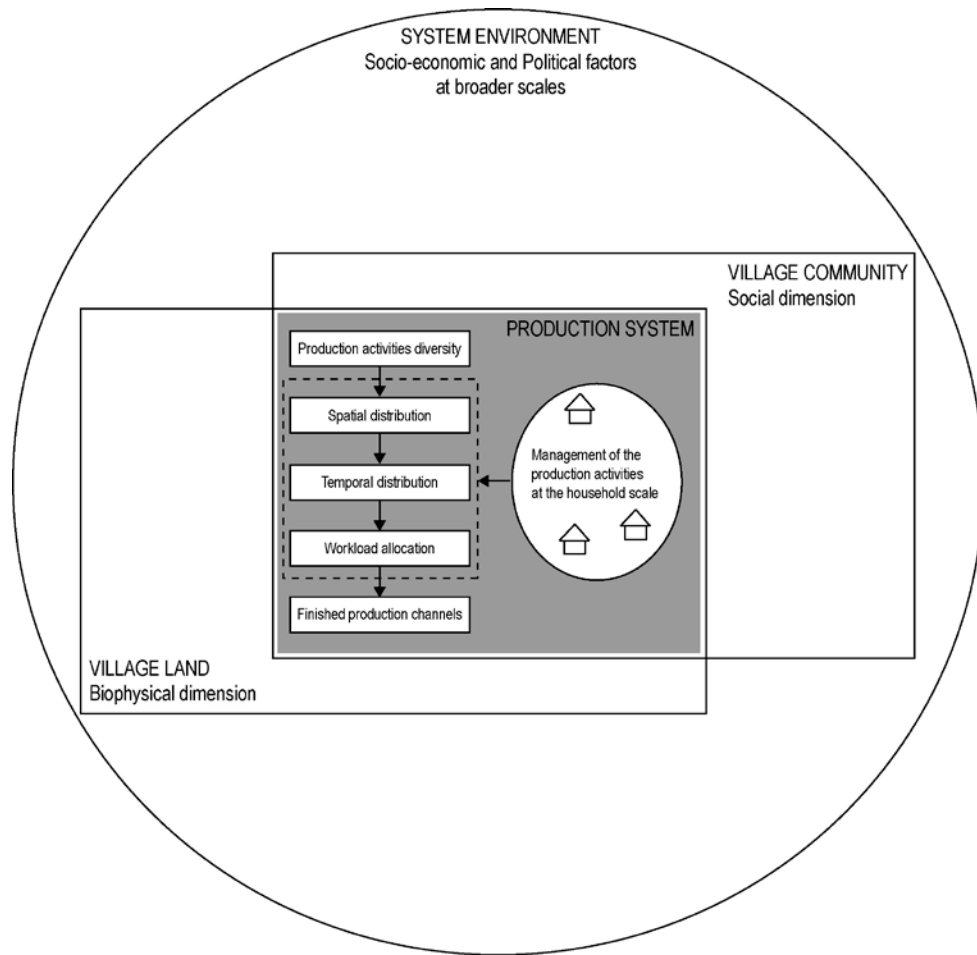 SYSTEM ENVIRONMENT
Socio-economic and Political factors
at broader scales
VILLAGE COMMUNITY
Social dimension
PRODUCTION SYSTEM
Production activities diversity
Spatial distribution
Temporal distribution
Workload allocation
Finished production channels
Management of the
production activities
at the household scale
VILLAGE LAND
Biophysical dimension